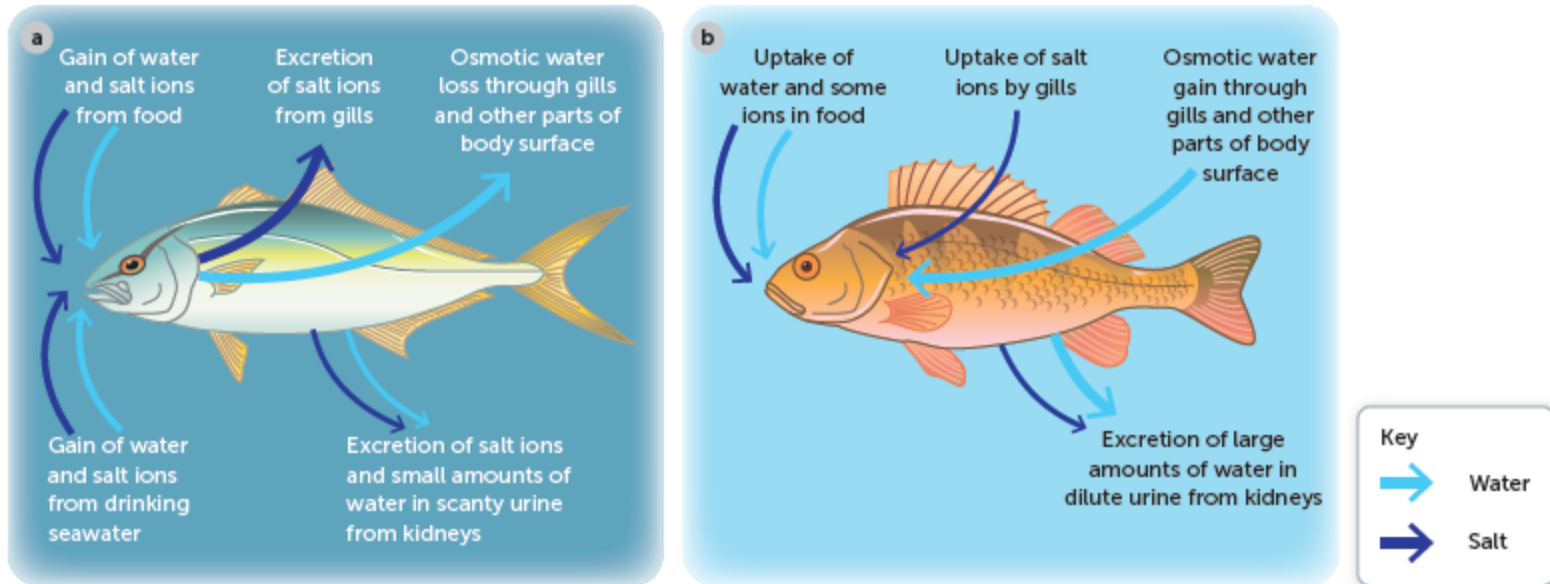 a
Gain of water
and salt ions
from food
Excretion
of salt ions
from gills
Osmotic water
loss through gills
and other parts of
body surface
Gain of water
and salt ions
from drinking
seawater
Excretion of salt ions
and small amounts of
water in scanty urine
from kidneys
b
Uptake of
water and some
ions in food
Uptake of salt
ions by gills
Osmotic water
gain through
gills and other
parts of body
surface
Excretion of large
amounts of water in
dilute urine from kidneys
Key
Water
Salt